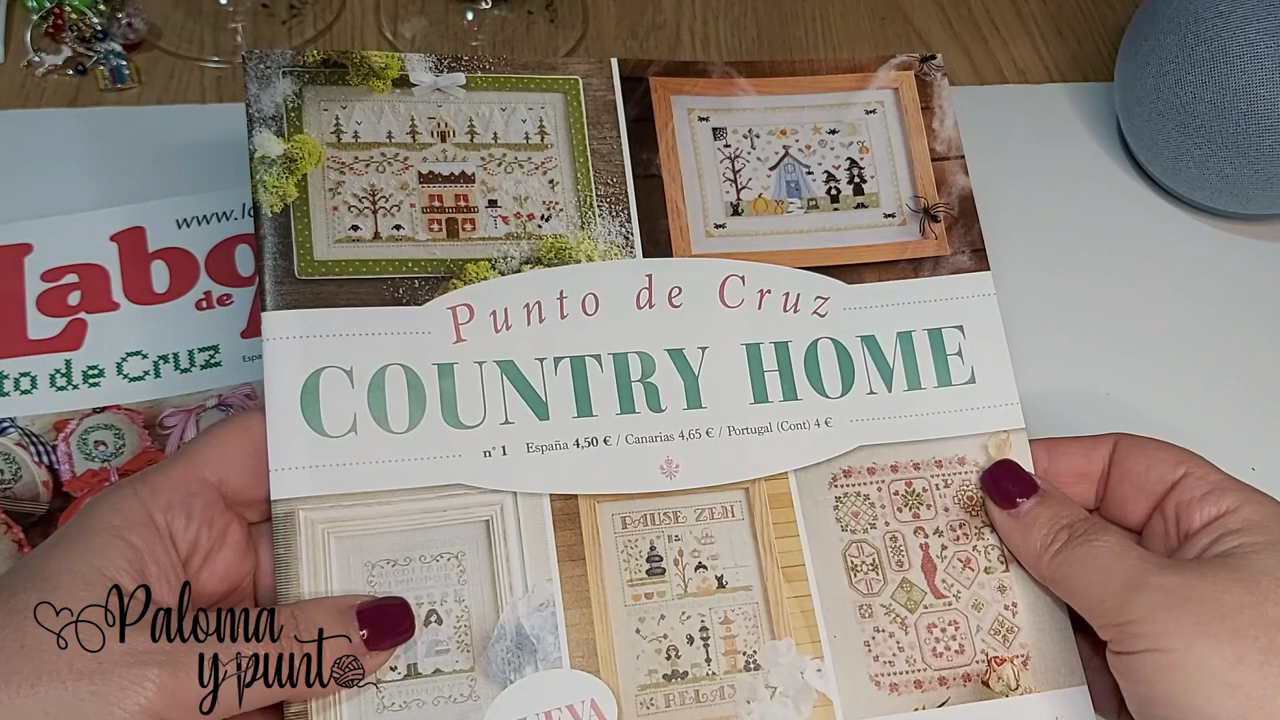 www.l
Labo
de
to de Cruz
Punto de Cruz
COUNTRY HOME
nº 1 España 4,50 € / Canarias 4,65 € / Portugal (Cont) 4 €
PAUSE ZEN
RELAX
UEVA
Paloma
y punto